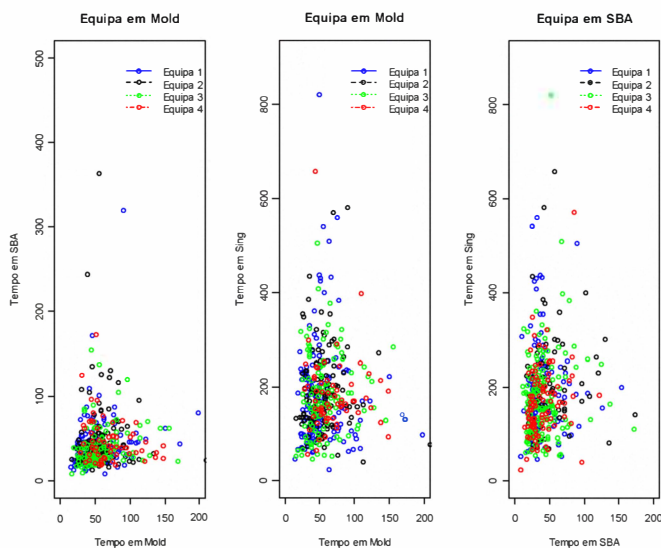 Equipa em Mold
500
400
300
200
100
0
Tempo em SBA
Equipa 1
Equipa 2
Equipa 3
Equipa 4
0 50 100 150 200
Tempo em Mold
Equipa em Mold
800
600
400
200
0
Tempo em Sing
Equipa 1
Equipa 2
Equipa 3
Equipa 4
0 50 100 150 200
Tempo em Mold
Equipa em SBA
800
600
400
200
0
Tempo em Sing
Equipa 1
Equipa 2
Equipa 3
Equipa 4
0 50 100 150 200
Tempo em SBA